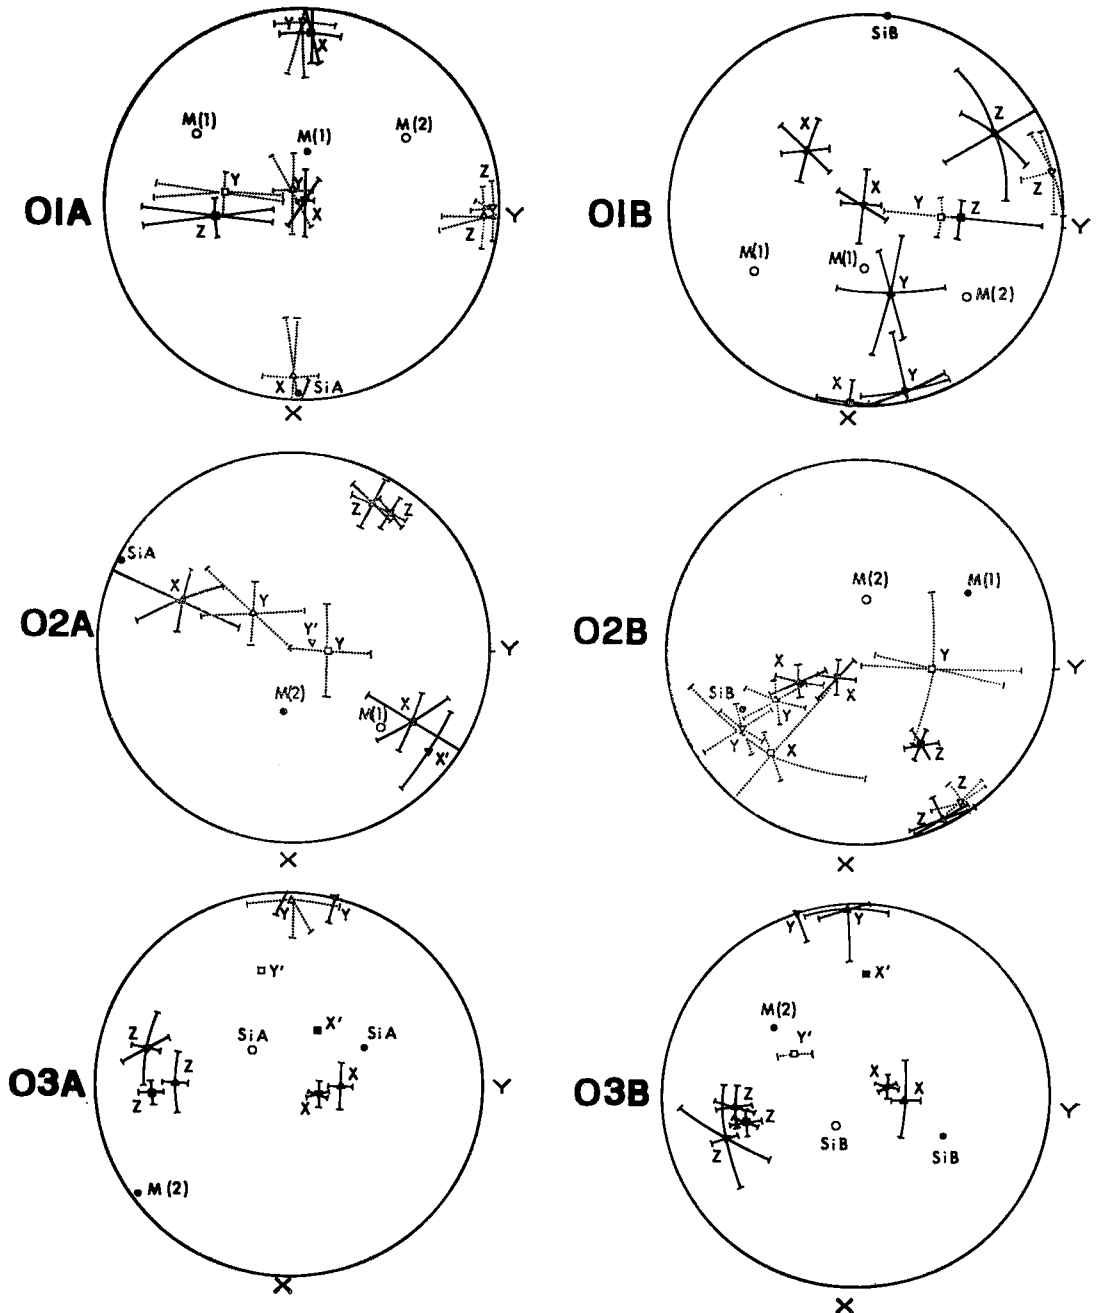 Y
X
SiB
M(1)
M(2)
M(1)
X
Z
Z
Y
X
Y
Z
X
O1A
Z
Y
O1B
X
Y
Z
Y
M(1)
M(1)
Y
M(2)
X
SiA
X
Y
X
Z
SiA
X
Y
M(2)
M(1)
O2A
Y'
Y
Y
O2B
Y
Y
X
X
M(2)
M(1)
X
X'
SiB
Y
Y
X
Z
Z
Z
X
X
Y
Y
Y
Y
Y'
X'
M(2)
SiA
X'
SiA
Y'
Z
Z
Z
X
X
Y
O3A
X
X
Y
O3B
Z
Z
Z
SiB
SiB
M(2)
X
X